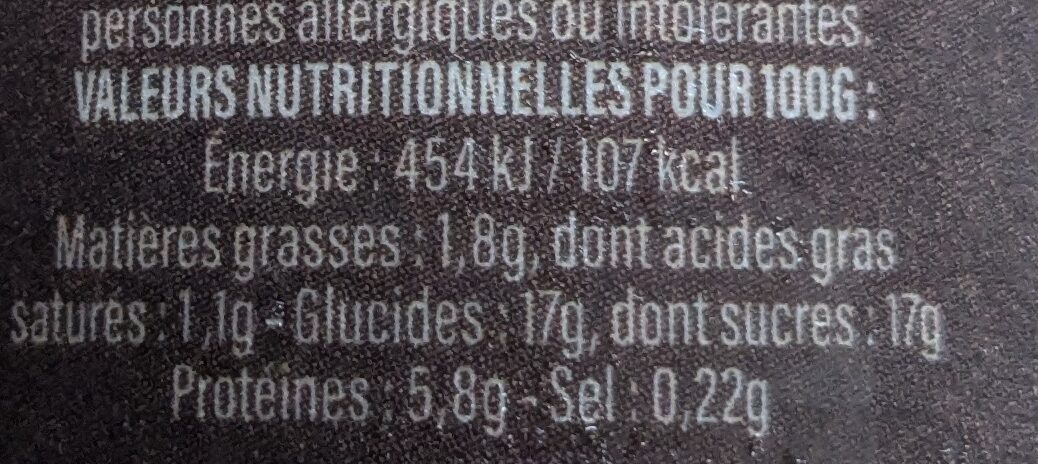 personnes allergiques ou intolérantes.
VALEURS NUTRITIONNELLES POUR 100G :
Énergie : 454 kJ / 107 kcal
Matières grasses : 1,8g, dont acides gras
saturés : 1,1g - Glucides : 17g, dont sucres : 17g
Protéines : 5,8g - Sel : 0,22g